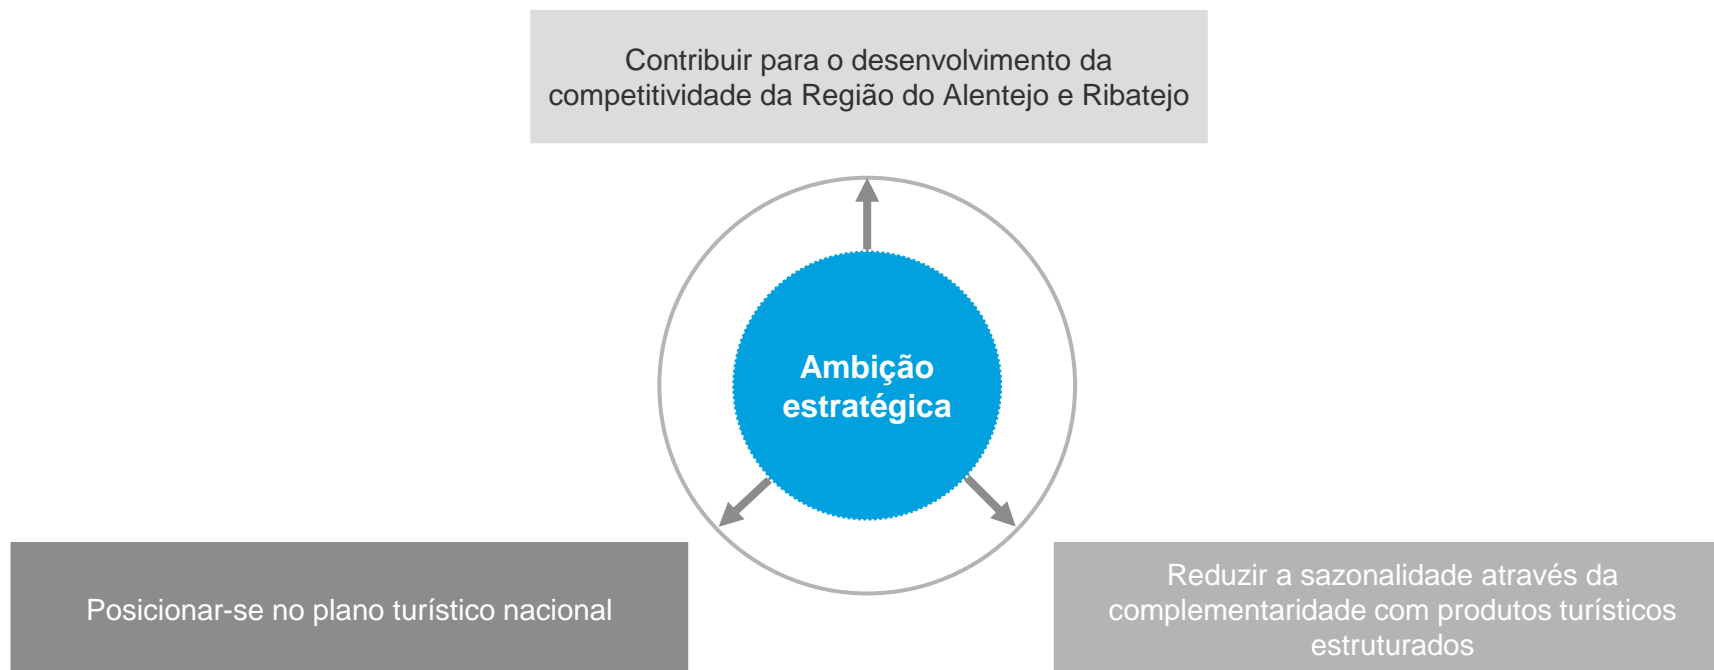 Contribuir para o desenvolvimento da
competitividade da Região do Alentejo e Ribatejo
Ambição
estratégica
Posicionar-se no plano turístico nacional
Reduzir a sazonalidade através da
complementaridade com produtos turísticos
estruturados